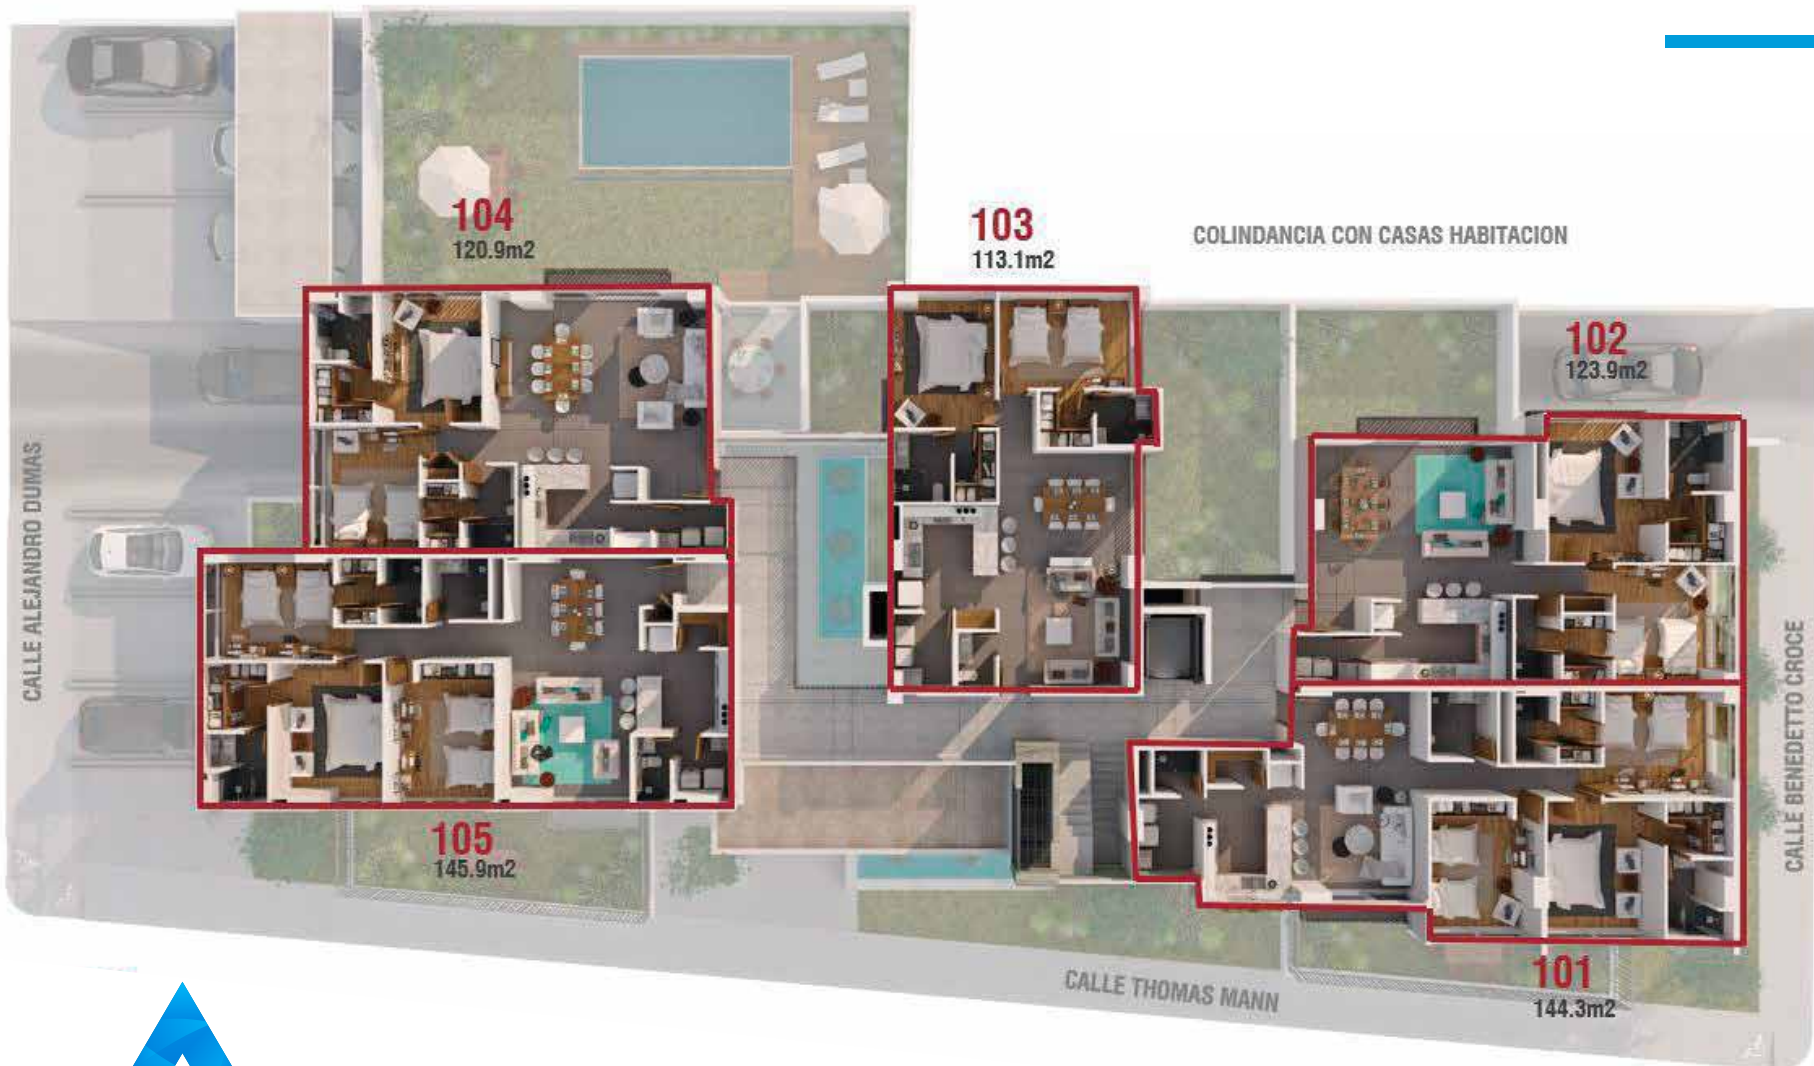 104
120.9m2
103
113.1m2
COLINDANCIA CON CASAS HABITACION
102
123.9m2
CALLE ALEJANDRO DUMAS
CALLE BENEDETTO CROCE
105
145.9m2
101
144.3m2
CALLE THOMAS MANN